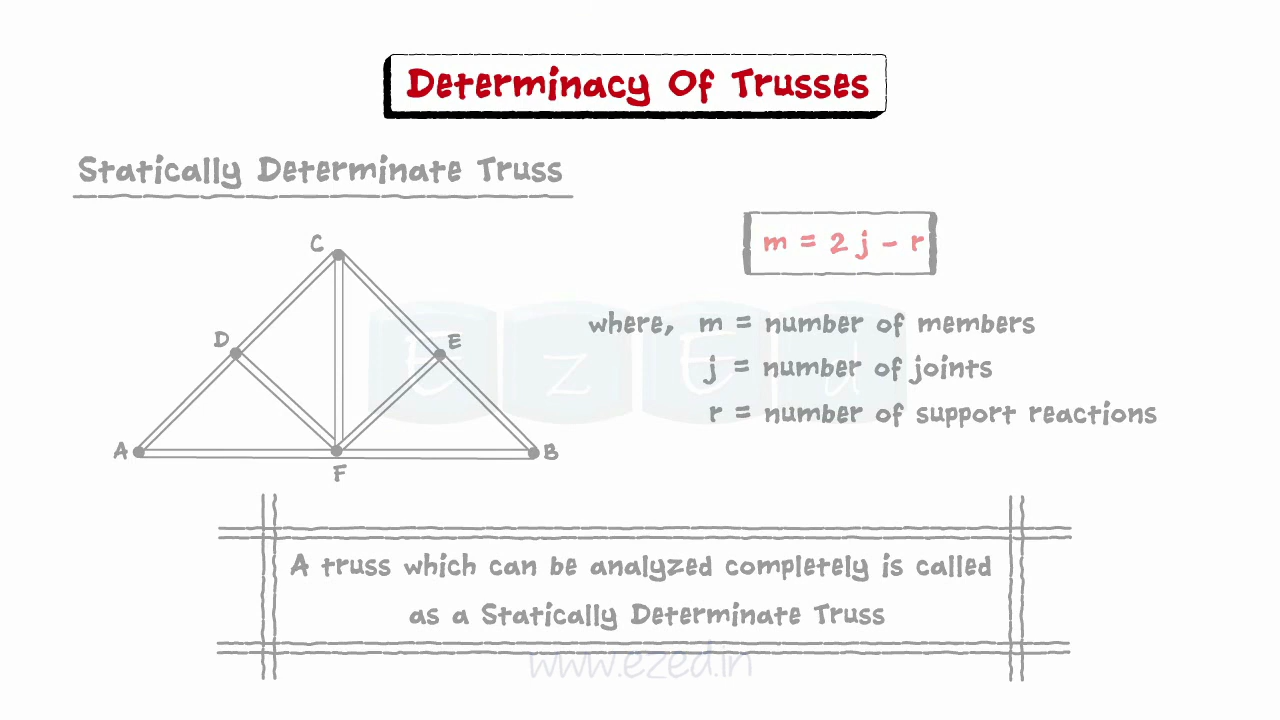 Determinacy Of Trusses
Statically Determinate Truss
C
m = 2 j - r
D
E
where, m = number of members
j = number of joints
r = number of support reactions
A
B
F
E z E d
A truss which can be analyzed completely is called
as a Statically Determinate Truss
www.ezed.in